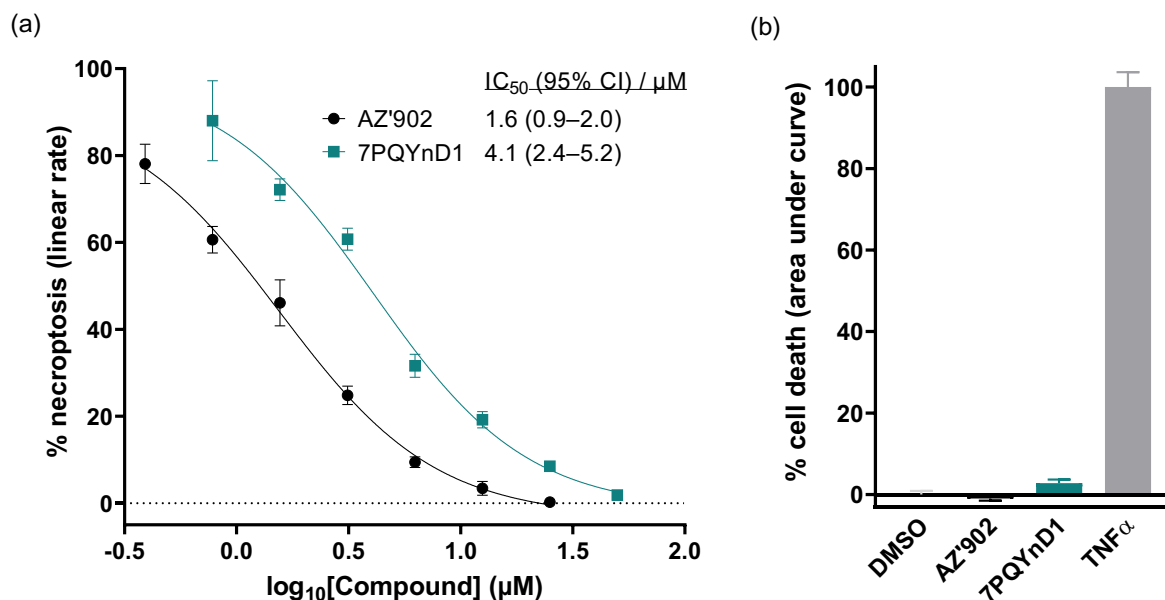 (a)
IC50 (95% CI) / µM
AZ'902 1.6 (0.9–2.0)
7PQYnD1 4.1 (2.4–5.2)
% necroptosis (linear rate)
100
80
60
40
20
0
-0.5 0.0 0.5 1.0 1.5 2.0
log10[Compound] (µM)
(b)
% cell death (area under curve)
100
80
60
40
20
0
DMSO
AZ'902
7PQYnD1
TNFα